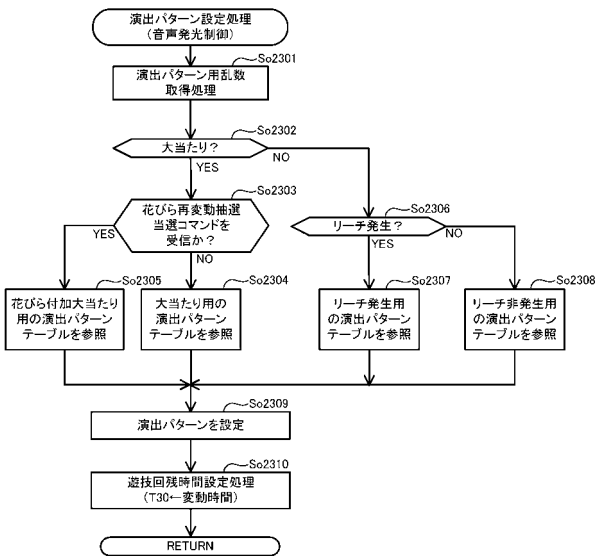 演出パターン設定処理
(音声発光制御)
So2301
演出パターン用乱数
取得処理
So2302
大当たり?
YES
NO
So2303
花びら再変動抽選
当選コマンドを
受信か?
YES
NO
So2306
リーチ発生?
YES
NO
So2305
花びら付加大当たり
用の演出パターン
テーブルを参照
So2304
大当たり用の
演出パターン
テーブルを参照
So2307
リーチ発生用
の演出パターン
テーブルを参照
So2308
リーチ非発生用
の演出パターン
テーブルを参照
So2309
演出パターンを設定
So2310
遊技回残時間設定処理
(T30←変動時間)
RETURN